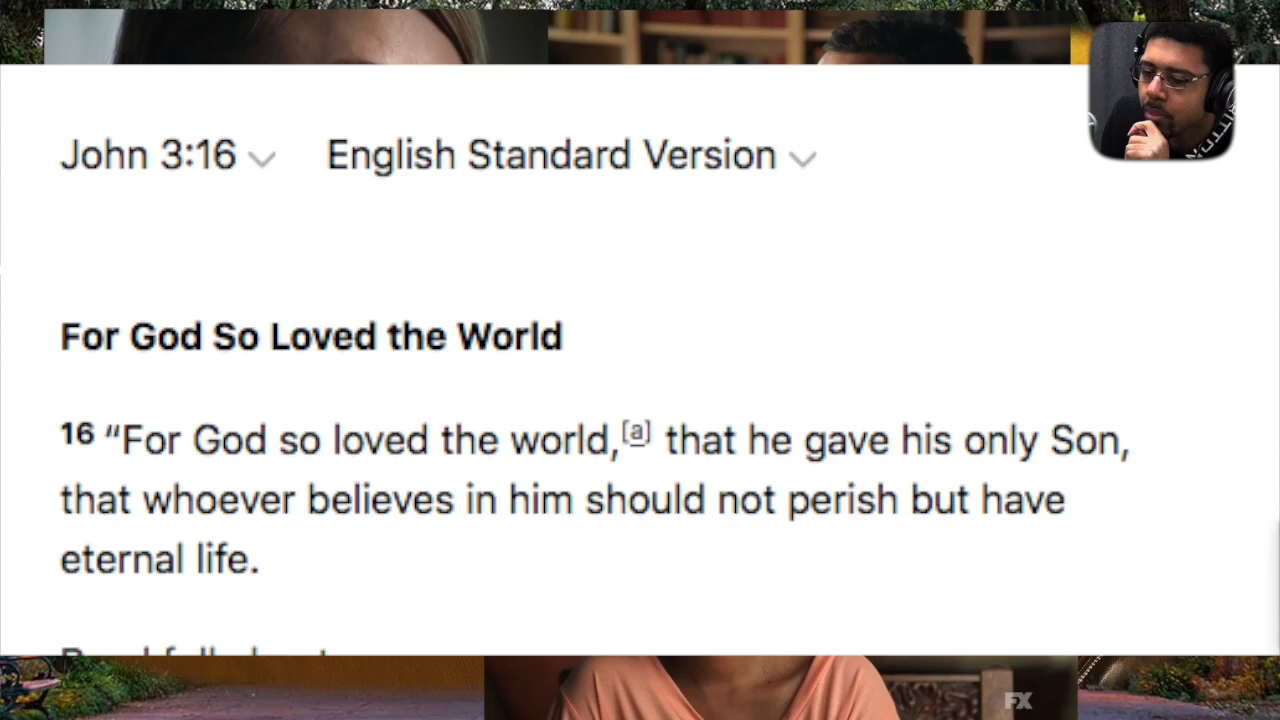 John 3:16 English Standard Version
For God So Loved the World
16 “For God so loved the world,[a] that he gave his only Son,
that whoever believes in him should not perish but have
eternal life.
FX